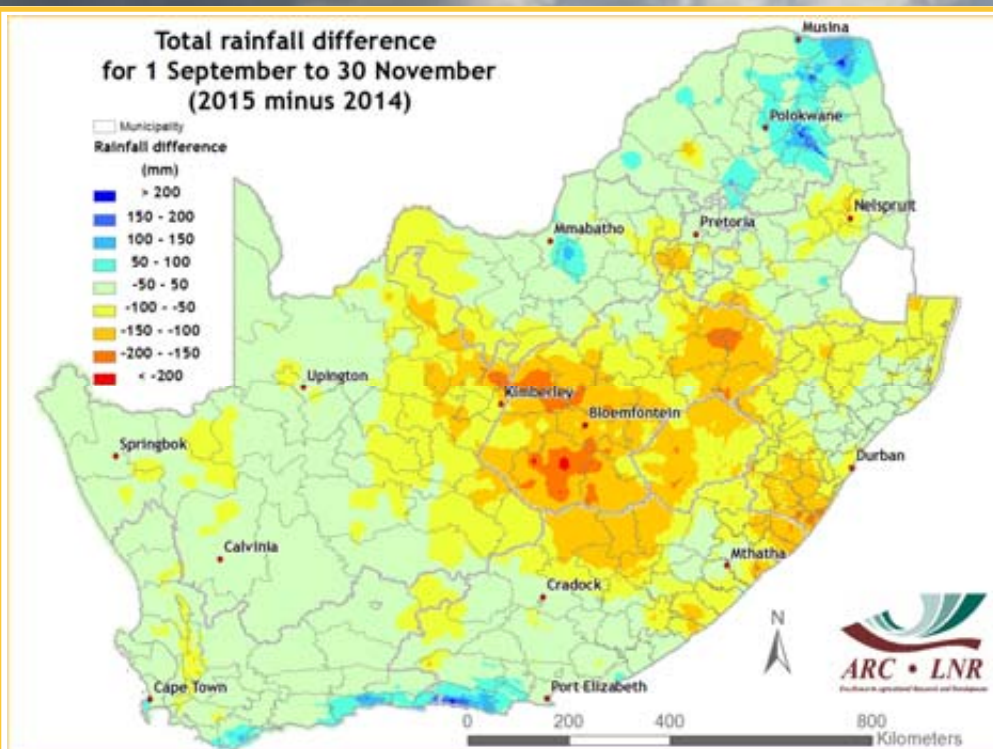 Total rainfall difference
for 1 September to 30 November
(2015 minus 2014)
Municipality
Rainfall difference
(mm)
> 200
150 - 200
100 - 150
50 - 100
-50 - 50
-100 - -50
-150 - -100
-200 - -150
< -200
Musina
Polokwane
Nelspruit
Pretoria
Mmabatho
Upington
Kimberley
Bloemfontein
Springbok
Durban
Calvinia
Mthatha
Cradock
Cape Town
Port Elizabeth
N
ARC • LNR
0 200 400 800
Kilometers